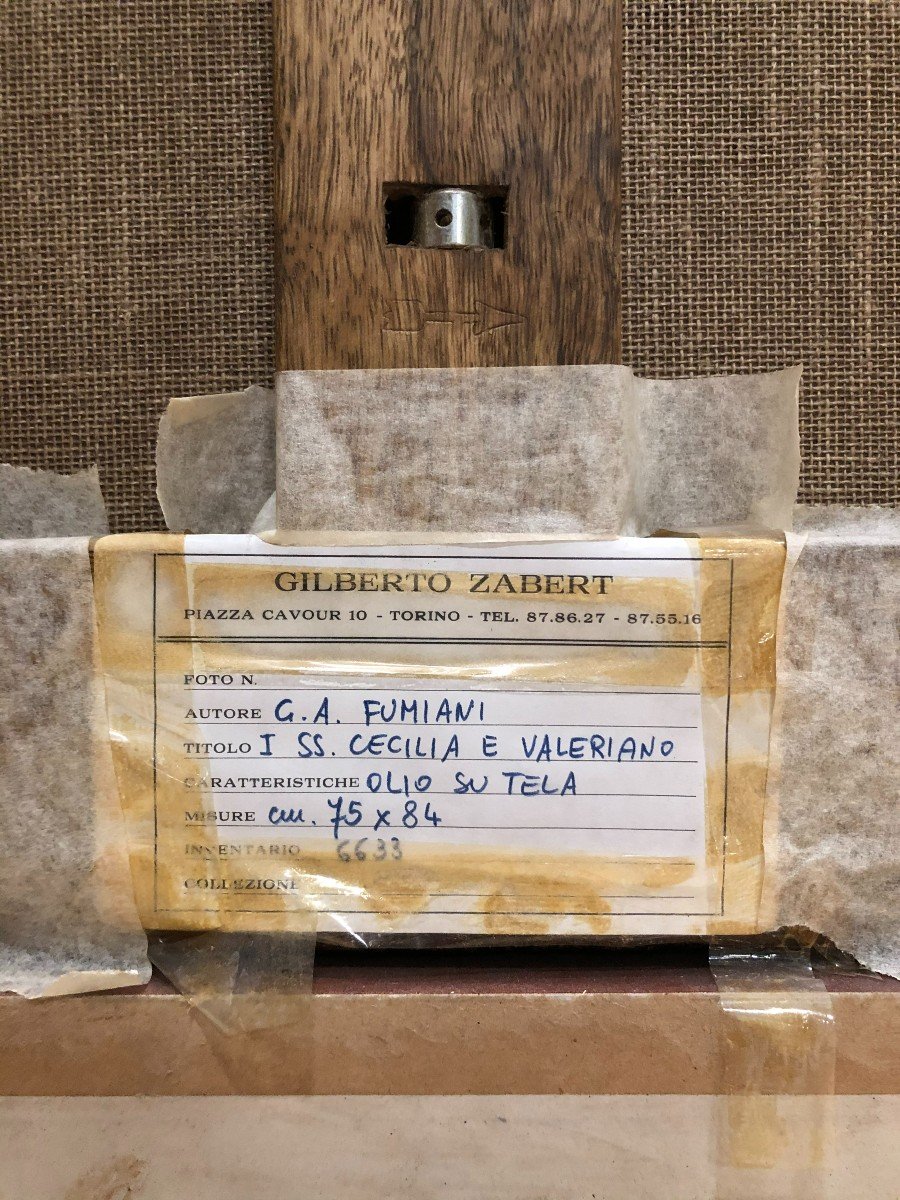 GILBERTO ZABERT
PIAZZA CAVOUR 10 - TORINO - TEL. 87.86.27 - 87.55.16
FOTO N.
AUTORE G. A. FUMIANI
TITOLO I SS. CECILIA E VALERIANO
CARATTERISTICHE OLIO SU TELA
MISURE cm. 75 x 84
INVENTARIO 6633
COLLEZIONE